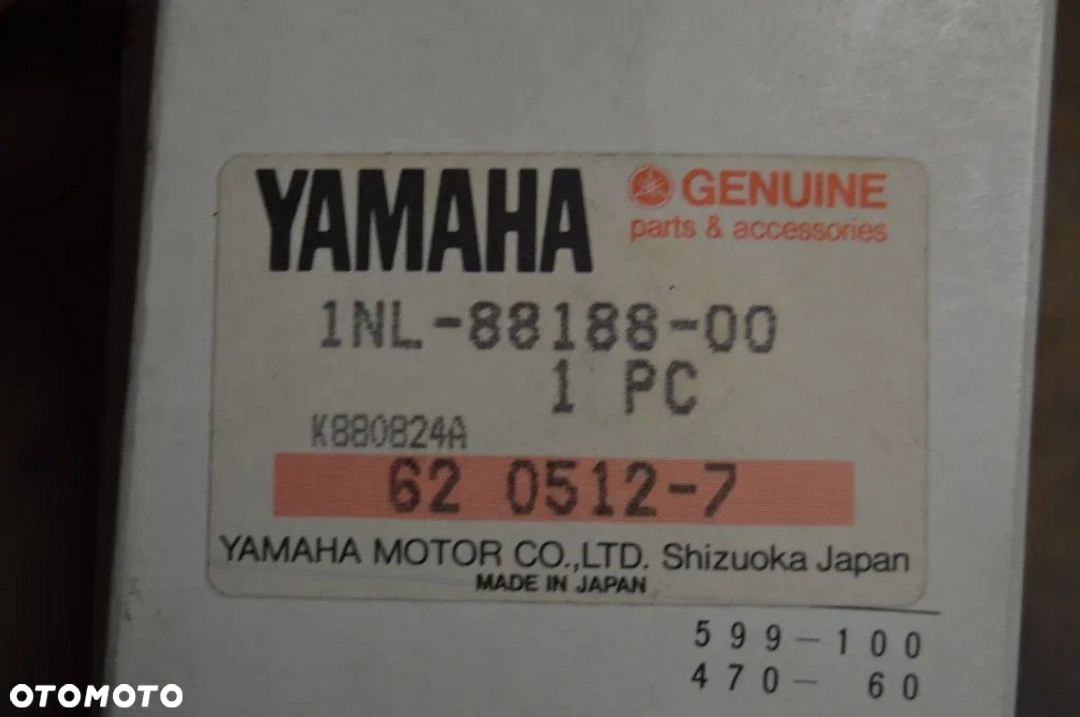 YAMAHA
GENUINE
parts & accessories
1NL-88188-00
1 PC
K880824A
62 0512-7
YAMAHA MOTOR CO.,LTD. Shizuoka Japan
MADE IN JAPAN
599-100
470- 60
OTOMOTO